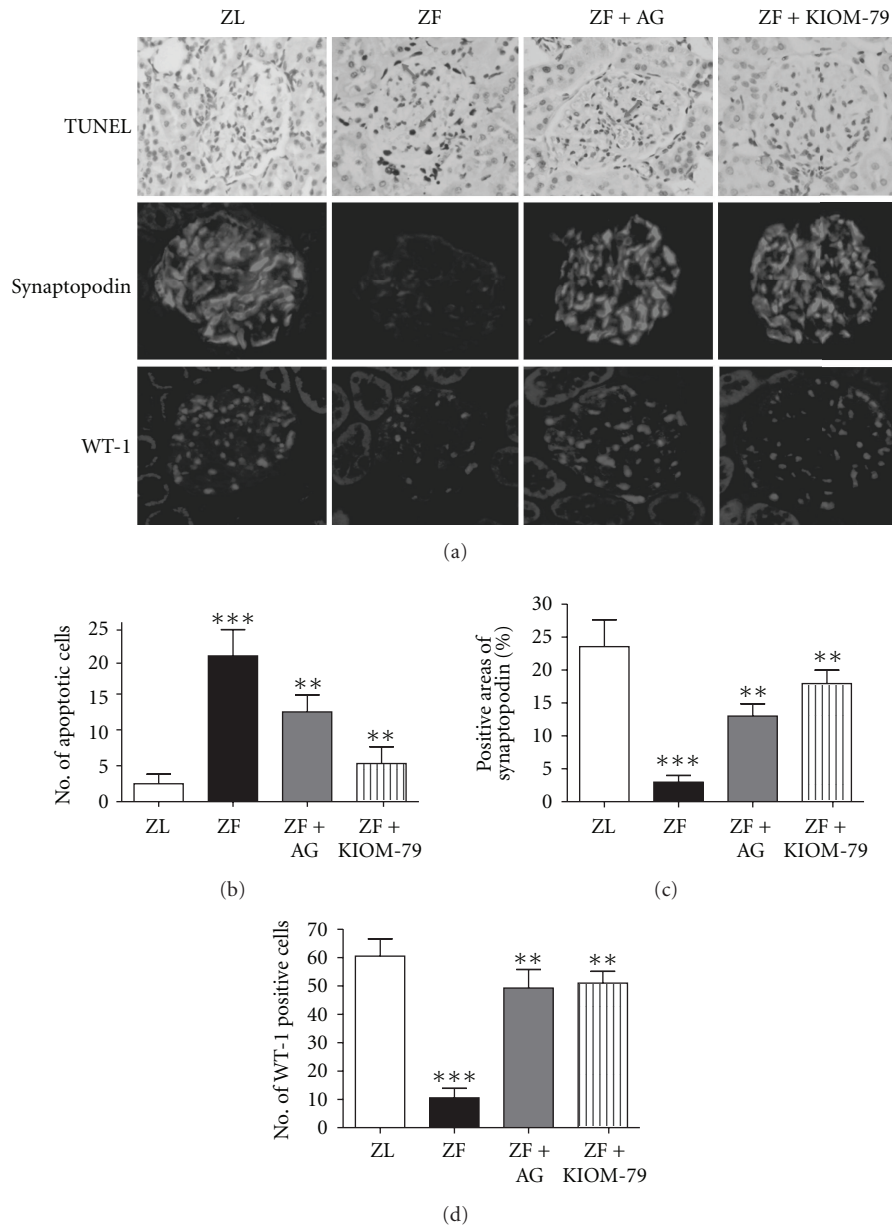 ZL ZF ZF + AG ZF + KIOM-79
TUNEL
Synaptopodin
WT-1
(a)
No. of apoptotic cells
25
20
15
10
5
0
***
**
**
ZL ZF ZF + AG ZF + KIOM-79
(b)
Positive areas of synaptopodin (%)
30
25
20
15
10
5
0
***
**
**
ZL ZF ZF + AG ZF + KIOM-79
(c)
No. of WT-1 positive cells
70
60
50
40
30
20
10
0
***
**
**
ZL ZF ZF + AG ZF + KIOM-79
(d)